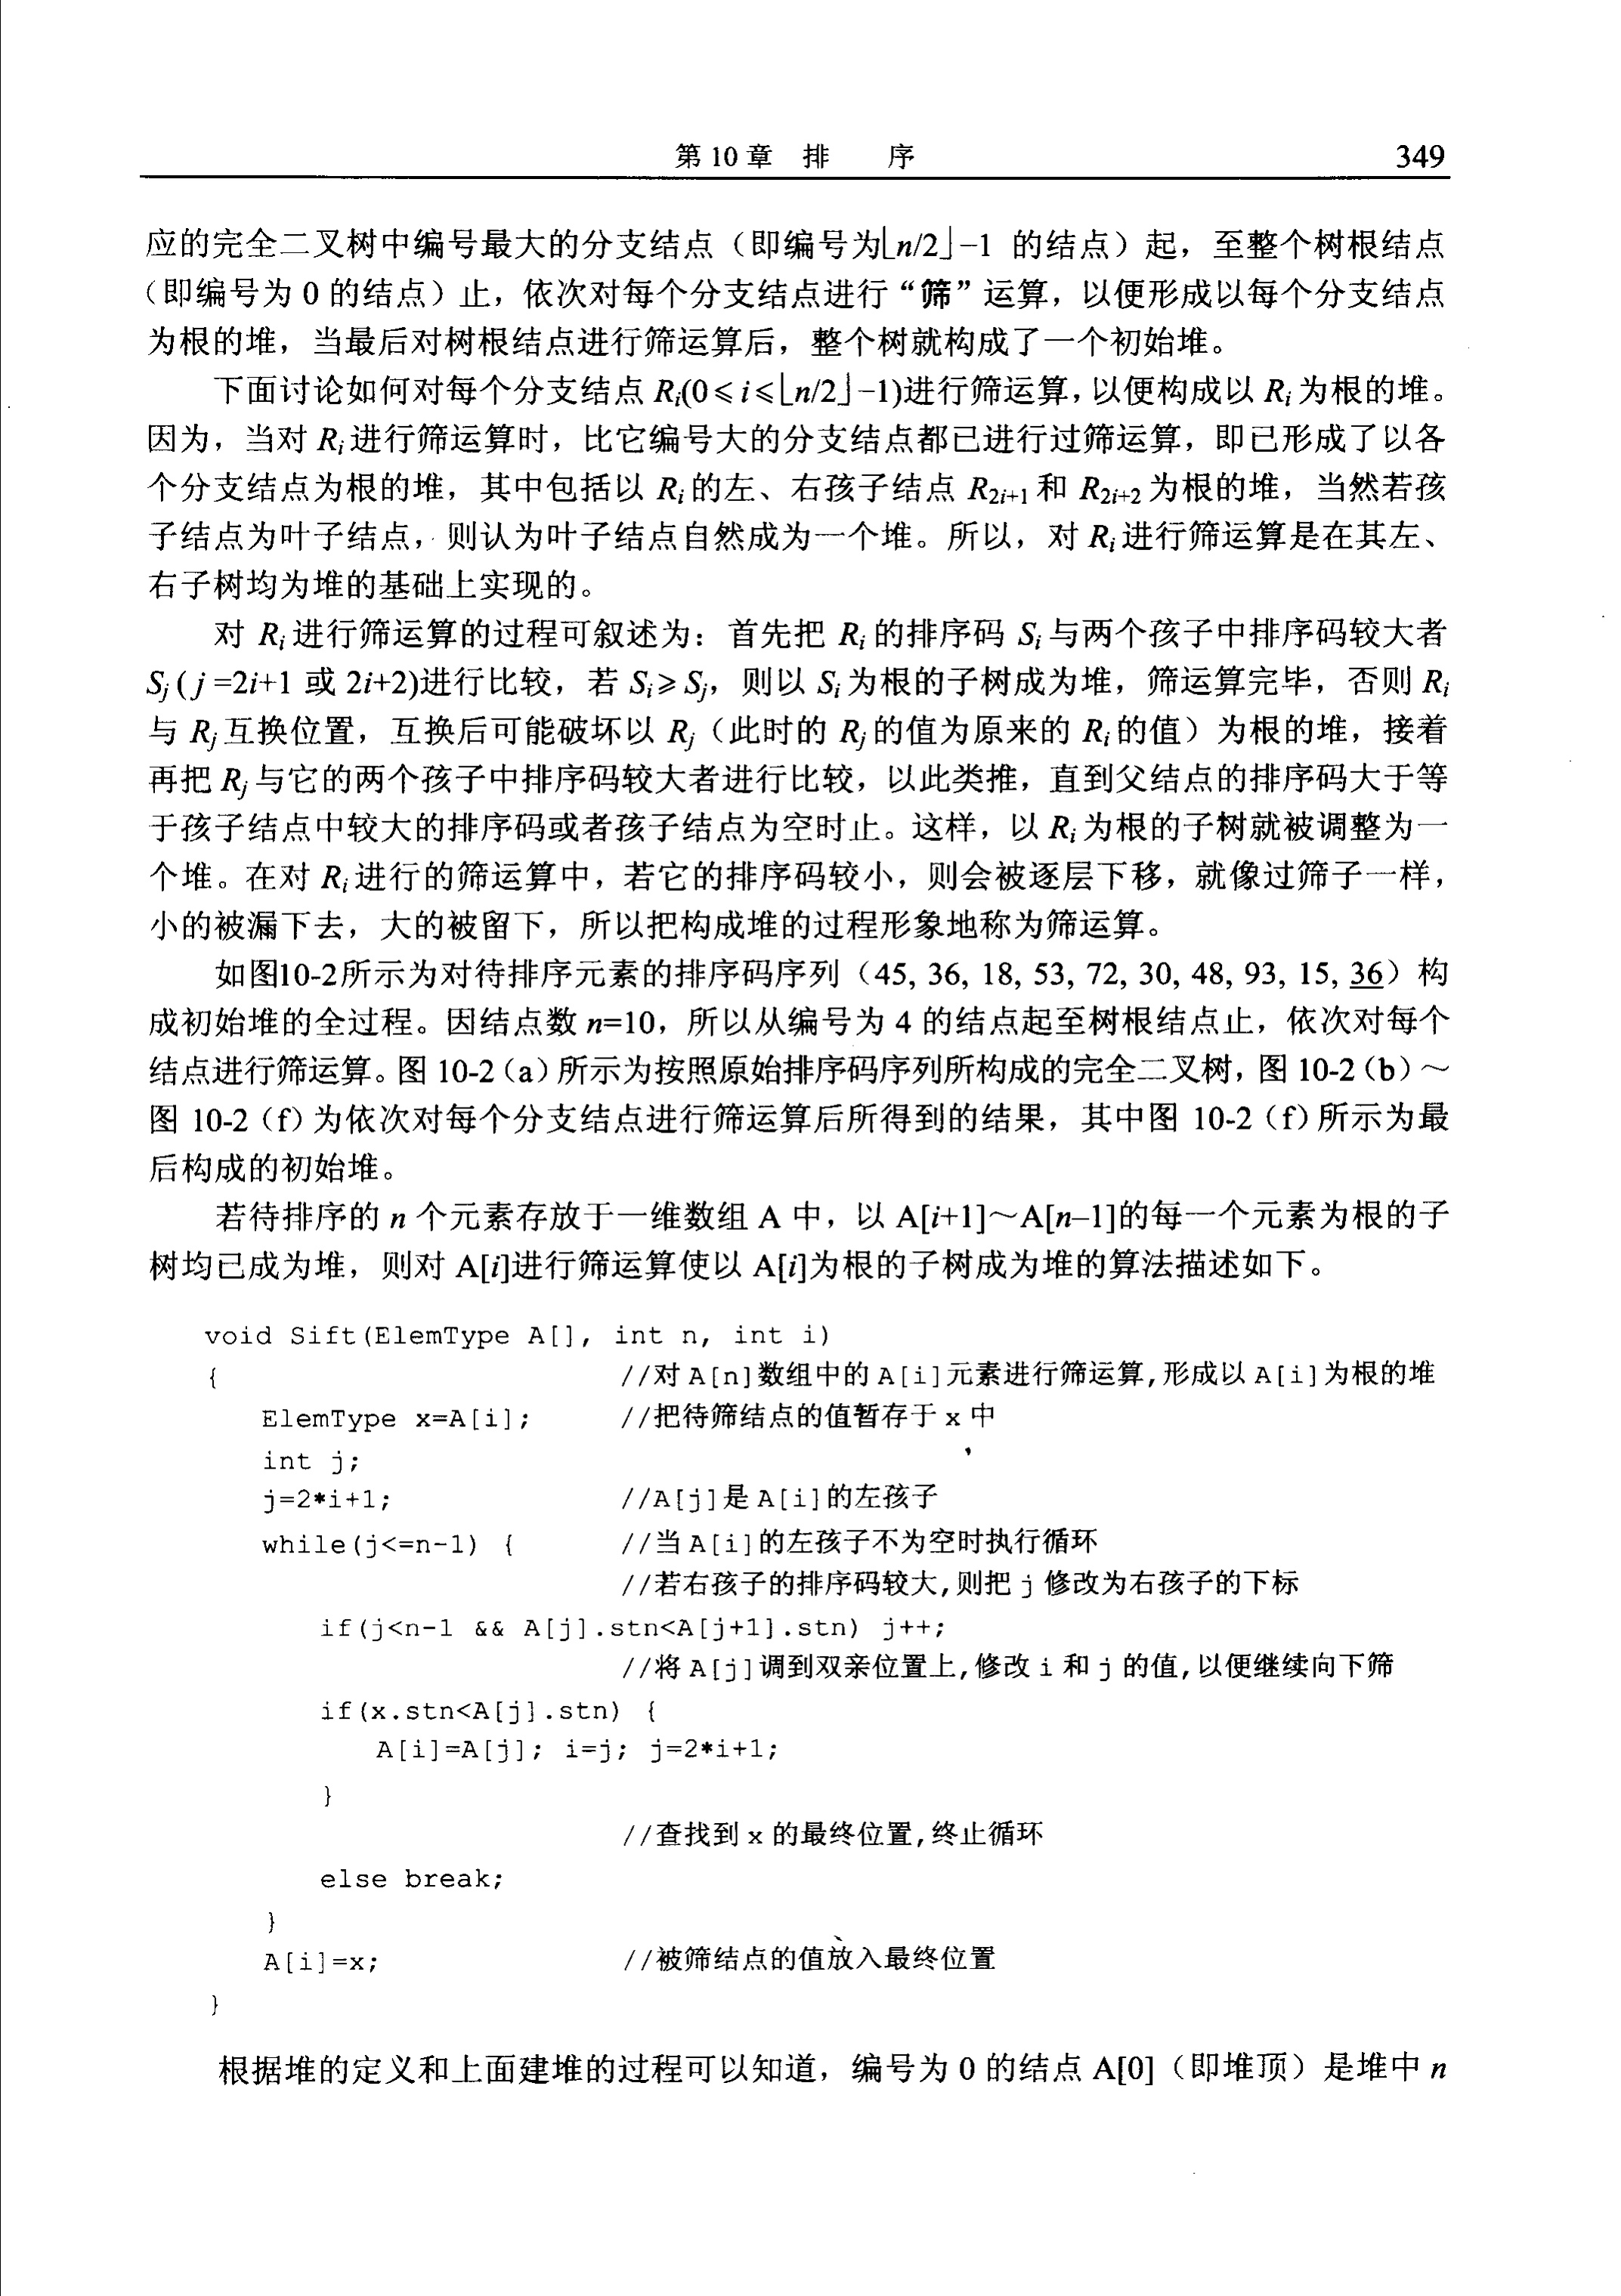 第 10 章 排 序 349
应的完全二叉树中编号最大的分支结点（即编号为⌊n/2⌋−1 的结点）起，至整个树根结点
（即编号为 0 的结点）止，依次对每个分支结点进行“筛”运算，以便形成以每个分支结点
为根的堆，当最后对树根结点进行筛运算后，整个树就构成了一个初始堆。
下面讨论如何对每个分支结点 Rᵢ(0≤i≤⌊n/2⌋−1)进行筛运算，以便构成以 Rᵢ 为根的堆。
因为，当对 Rᵢ 进行筛运算时，比它编号大的分支结点都已进行过筛运算，即已形成了以各
个分支结点为根的堆，其中包括以 Rᵢ 的左、右孩子结点 R₂ᵢ₊₁ 和 R₂ᵢ₊₂ 为根的堆，当然若孩
子结点为叶子结点，则认为叶子结点自然成为一个堆。所以，对 Rᵢ 进行筛运算是在其左、
右子树均为堆的基础上实现的。
对 Rᵢ 进行筛运算的过程可叙述为：首先把 Rᵢ 的排序码 Sᵢ 与两个孩子中排序码较大者
Sⱼ (j =2i+1 或 2i+2)进行比较，若 Sᵢ≥Sⱼ，则以 Sᵢ 为根的子树成为堆，筛运算完毕，否则 Rᵢ
与 Rⱼ 互换位置，互换后可能破坏以 Rⱼ（此时的 Rⱼ 的值为原来的 Rᵢ 的值）为根的堆，接着
再把 Rⱼ 与它的两个孩子中排序码较大者进行比较，以此类推，直到父结点的排序码大于等
于孩子结点中较大的排序码或者孩子结点为空时止。这样，以 Rᵢ 为根的子树就被调整为一
个堆。在对 Rᵢ 进行的筛运算中，若它的排序码较小，则会被逐层下移，就像过筛子一样，
小的被漏下去，大的被留下，所以把构成堆的过程形象地称为筛运算。
如图10-2所示为对待排序元素的排序码序列（45, 36, 18, 53, 72, 30, 48, 93, 15, 36）构
成初始堆的全过程。因结点数 n=10，所以从编号为 4 的结点起至树根结点止，依次对每个
结点进行筛运算。图 10-2（a）所示为按照原始排序码序列所构成的完全二叉树，图 10-2（b）～
图 10-2（f）为依次对每个分支结点进行筛运算后所得到的结果，其中图 10-2（f）所示为最
后构成的初始堆。
若待排序的 n 个元素存放于一维数组 A 中，以 A[i+1]～A[n–1]的每一个元素为根的子
树均已成为堆，则对 A[i]进行筛运算使以 A[i]为根的子树成为堆的算法描述如下。
void Sift(ElemType A[], int n, int i)
{ //对 A[n]数组中的 A[i]元素进行筛运算,形成以 A[i]为根的堆
ElemType x=A[i]; //把待筛结点的值暂存于 x 中
int j;
j=2*i+1; //A[j]是 A[i]的左孩子
while(j<=n-1) { //当 A[i]的左孩子不为空时执行循环
//若右孩子的排序码较大,则把 j 修改为右孩子的下标
if(j<n-1 && A[j].stn<A[j+1].stn) j++;
//将 A[j]调到双亲位置上,修改 i 和 j 的值,以便继续向下筛
if(x.stn<A[j].stn) {
A[i]=A[j]; i=j; j=2*i+1;
}
//查找到 x 的最终位置,终止循环
else break;
}
A[i]=x; //被筛结点的值放入最终位置
}
根据堆的定义和上面建堆的过程可以知道，编号为 0 的结点 A[0]（即堆顶）是堆中 n